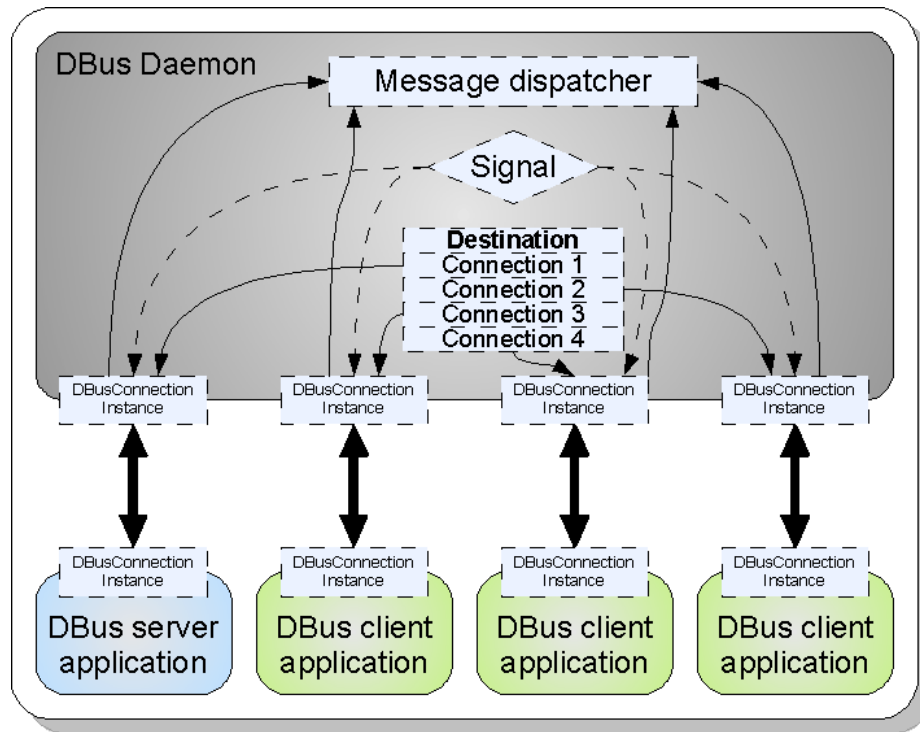 DBus Daemon
Message dispatcher
Signal
Destination
Connection 1
Connection 2
Connection 3
Connection 4
DBusConnection
Instance
DBusConnection
Instance
DBusConnection
Instance
DBusConnection
Instance
DBusConnection
Instance
DBusConnection
Instance
DBusConnection
Instance
DBusConnection
Instance
DBus server
application
DBus client
application
DBus client
application
DBus client
application